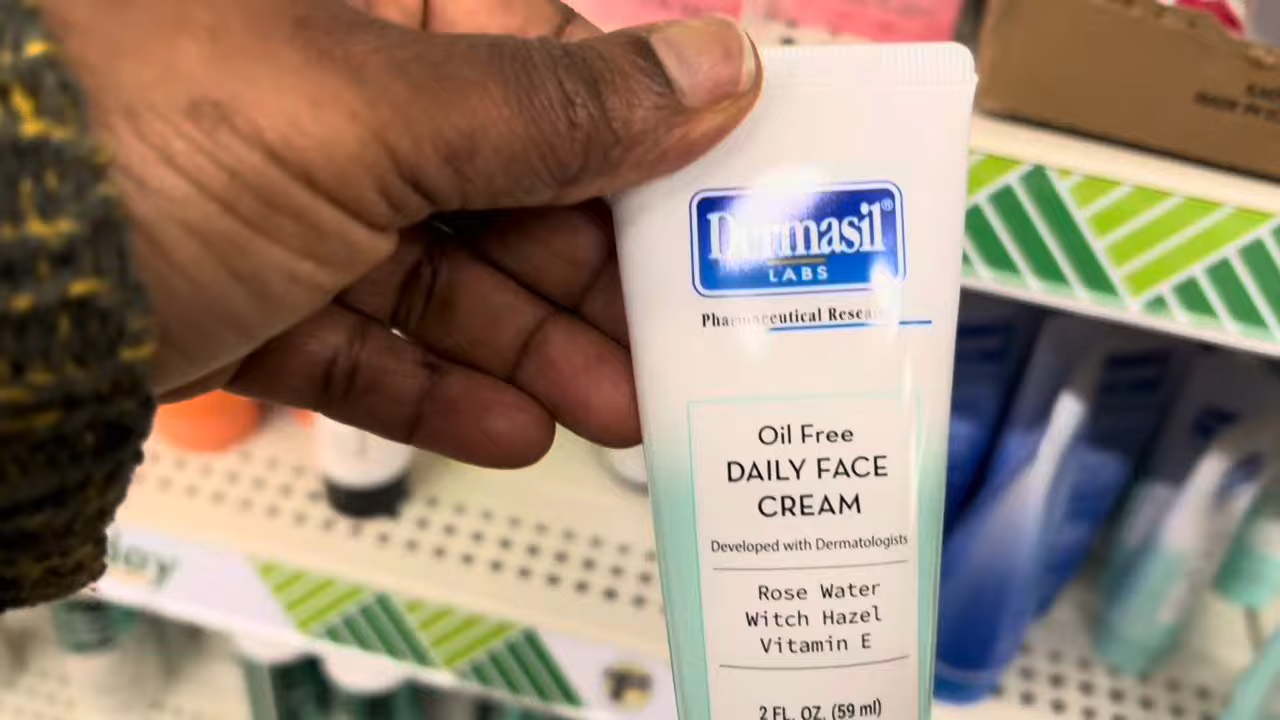 Dermasil®
LABS
Pharmaceutical
Oil Free
DAILY FACE
CREAM
Developed with Dermatologists
Rose Water
Witch Hazel
Vitamin E
2 FL. OZ. (59 ml)